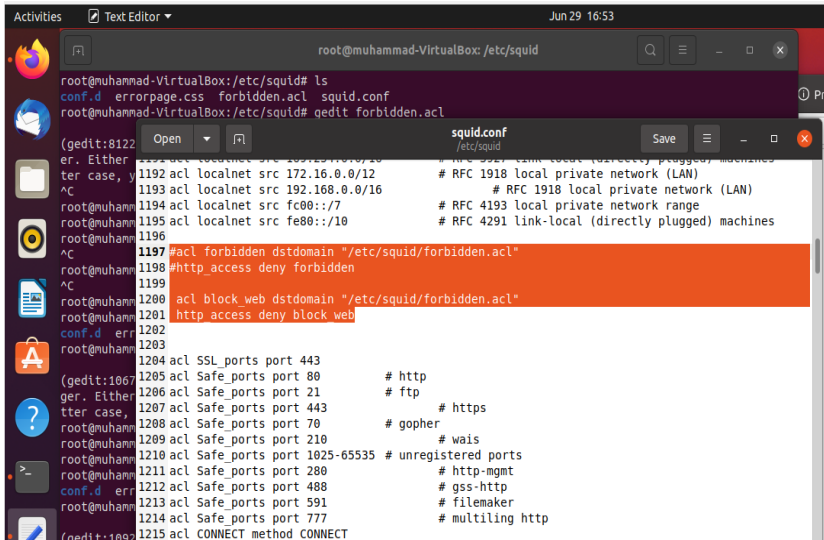 Activities Text Editor Jun 29 16:53
root@muhammad-VirtualBox: /etc/squid
root@muhammad-VirtualBox:/etc/squid# ls
conf.d errorpage.css forbidden.acl squid.conf
root@muhammad-VirtualBox:/etc/squid# gedit forbidden.acl
Pr
(gedit:8122
er. Either
ter case, y
^C
root@muhamm
root@muhamm
root@muhamm
^C
root@muhamm
^C
root@muhamm
root@muhamm
conf.d err
root@muhamm
(gedit:1067
ger. Either
tter case,
root@muhamm
root@muhamm
root@muhamm
root@muhamm
conf.d err
root@muhamm
(gedit:1092
Open squid.conf Save
/etc/squid
1192 acl localnet src 172.16.0.0/12 # RFC 1918 local private network (LAN)
1193 acl localnet src 192.168.0.0/16 # RFC 1918 local private network (LAN)
1194 acl localnet src fc00::/7 # RFC 4193 local private network range
1195 acl localnet src fe80::/10 # RFC 4291 link-local (directly plugged) machines
1196
1197 #acl forbidden dstdomain "/etc/squid/forbidden.acl"
1198 #http_access deny forbidden
1199
1200 acl block_web dstdomain "/etc/squid/forbidden.acl"
1201 http_access deny block_web
1202
1203
1204 acl SSL_ports port 443
1205 acl Safe_ports port 80 # http
1206 acl Safe_ports port 21 # ftp
1207 acl Safe_ports port 443 # https
1208 acl Safe_ports port 70 # gopher
1209 acl Safe_ports port 210 # wais
1210 acl Safe_ports port 1025-65535 # unregistered ports
1211 acl Safe_ports port 280 # http-mgmt
1212 acl Safe_ports port 488 # gss-http
1213 acl Safe_ports port 591 # filemaker
1214 acl Safe_ports port 777 # multiling http
1215 acl CONNECT method CONNECT